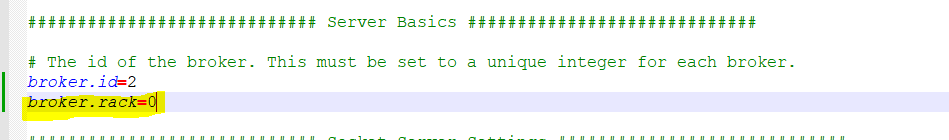 ############################# Server Basics #############################
# The id of the broker. This must be set to a unique integer for each broker.
broker.id=2
broker.rack=0
############################# Socket Server Settings #############################